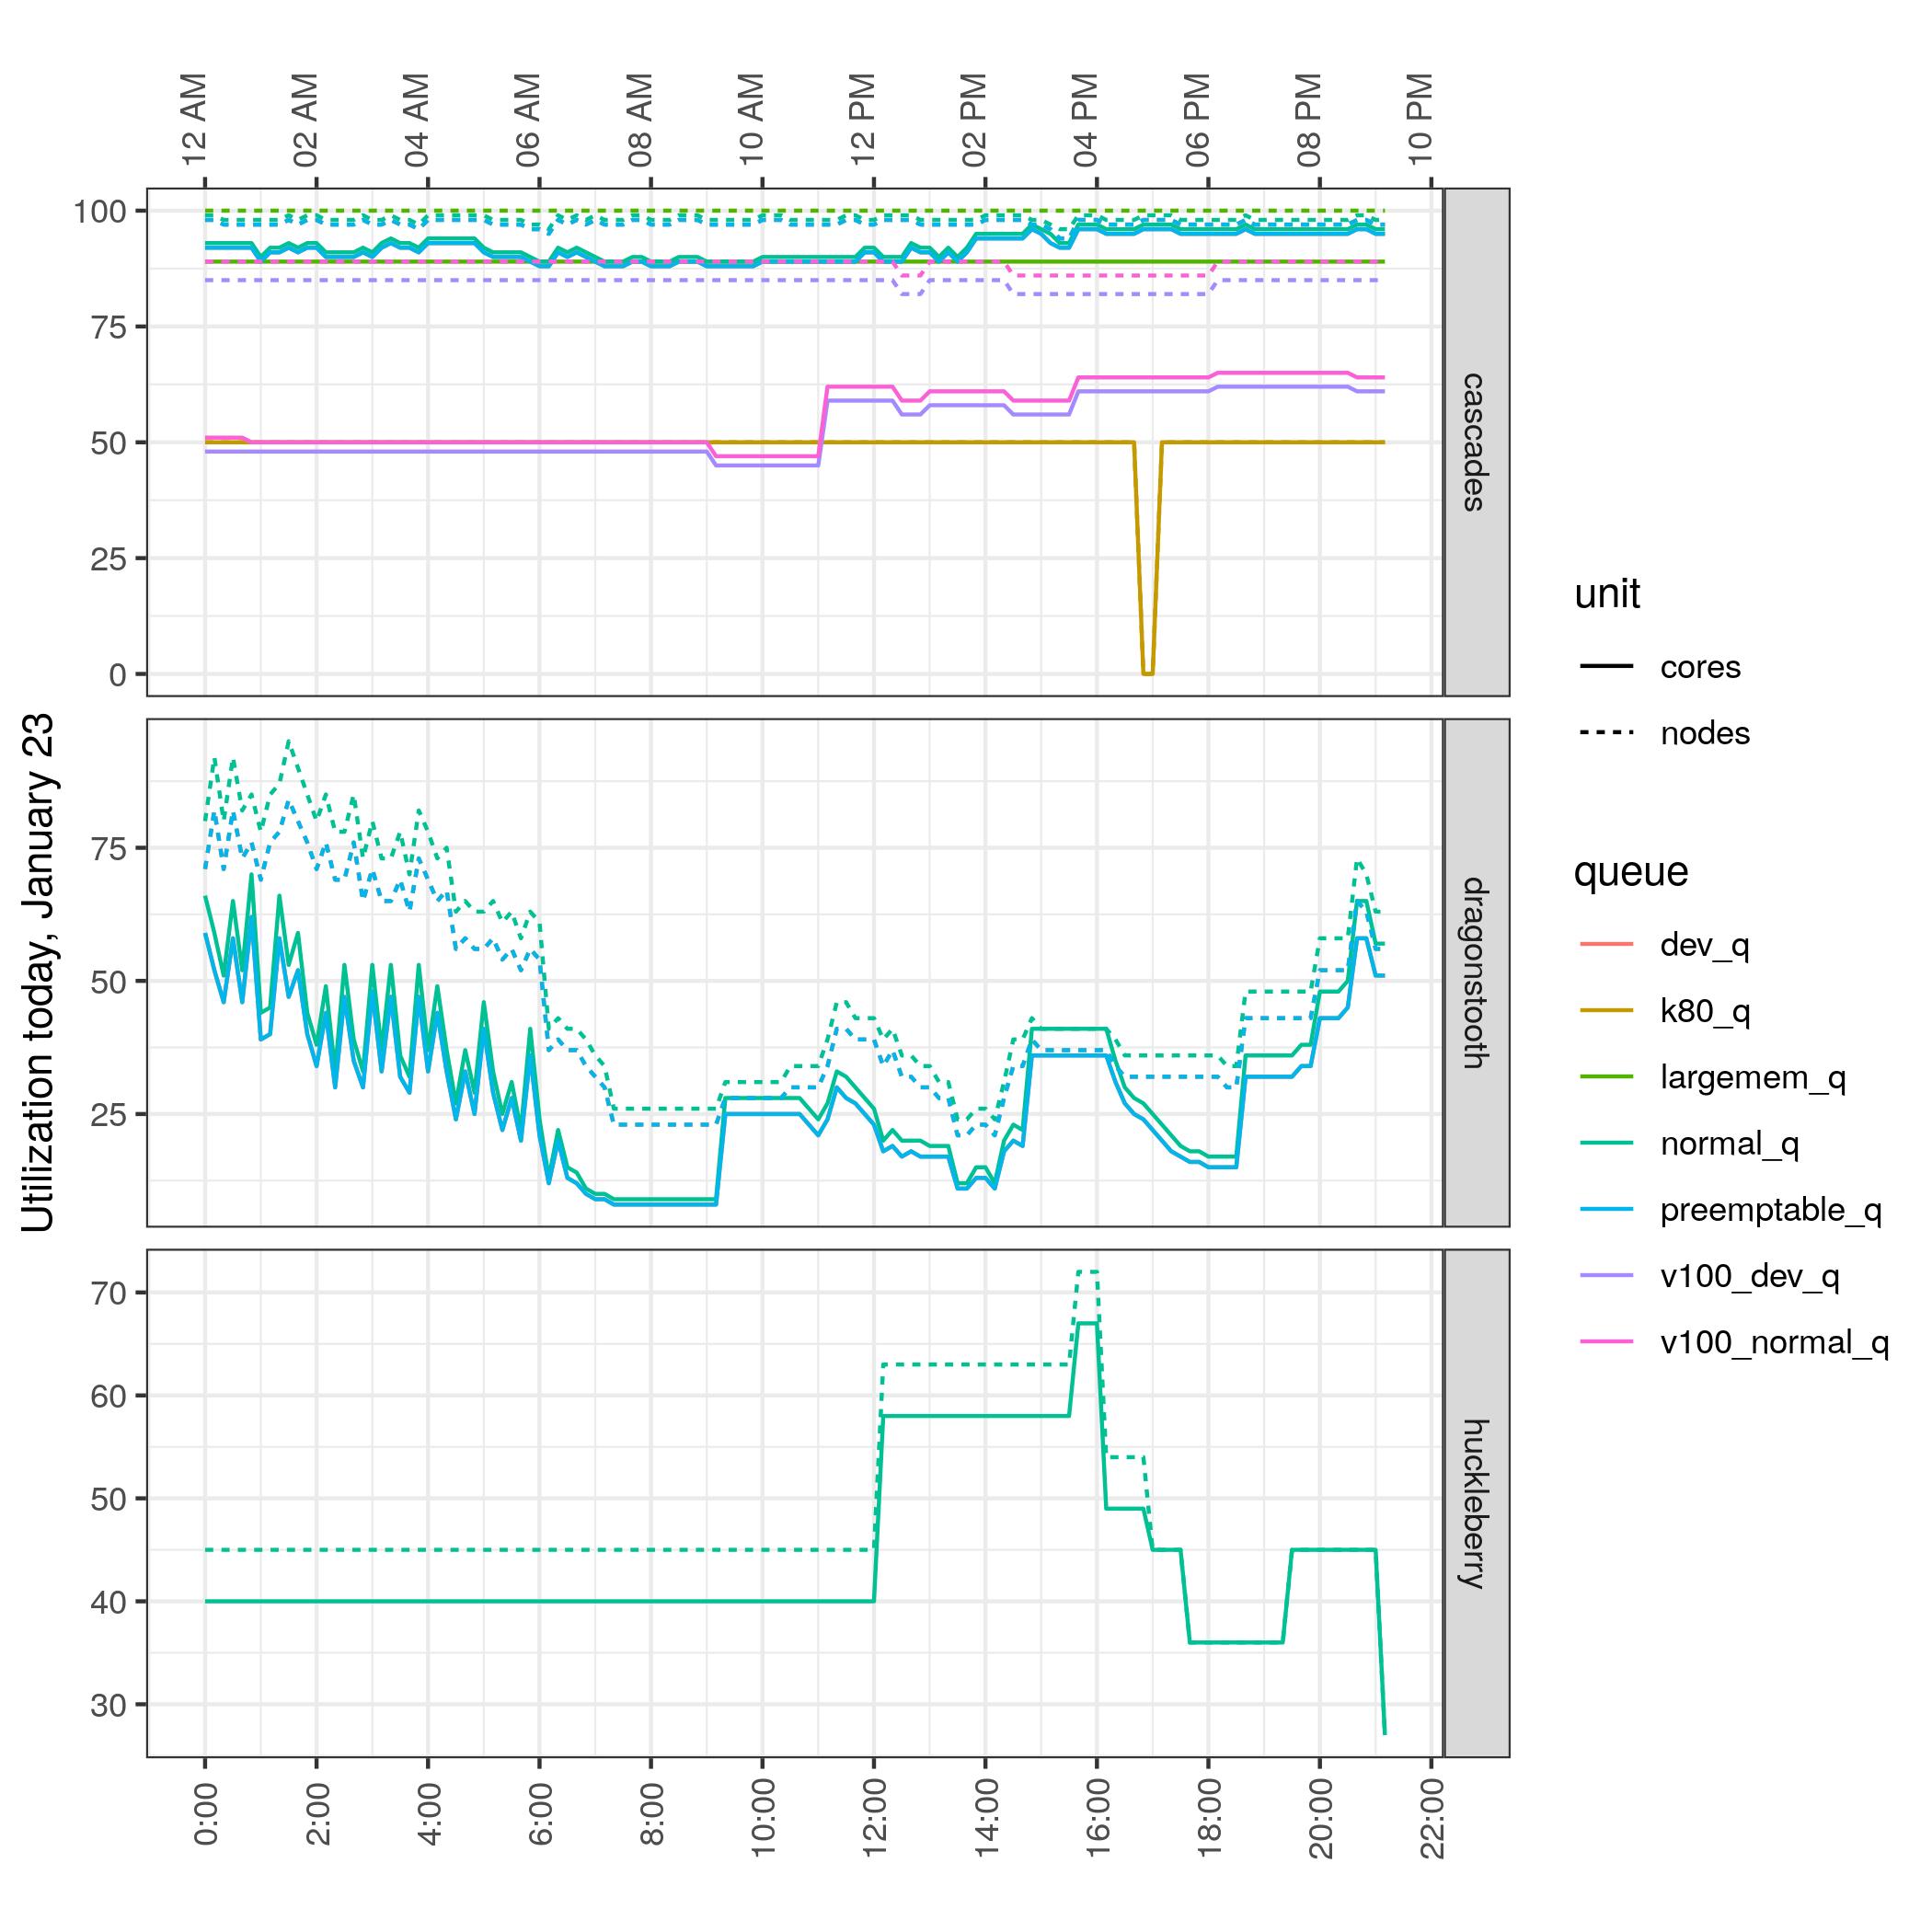 12 AM
02 AM
04 AM
06 AM
08 AM
10 AM
12 PM
02 PM
04 PM
06 PM
08 PM
10 PM
Utilization today, January 23
100
75
50
25
0
cascades
75
50
25
dragonstooth
70
60
50
40
30
huckleberry
0:00
2:00
4:00
6:00
8:00
10:00
12:00
14:00
16:00
18:00
20:00
22:00
unit
cores
nodes
queue
dev_q
k80_q
largemem_q
normal_q
preemptable_q
v100_dev_q
v100_normal_q